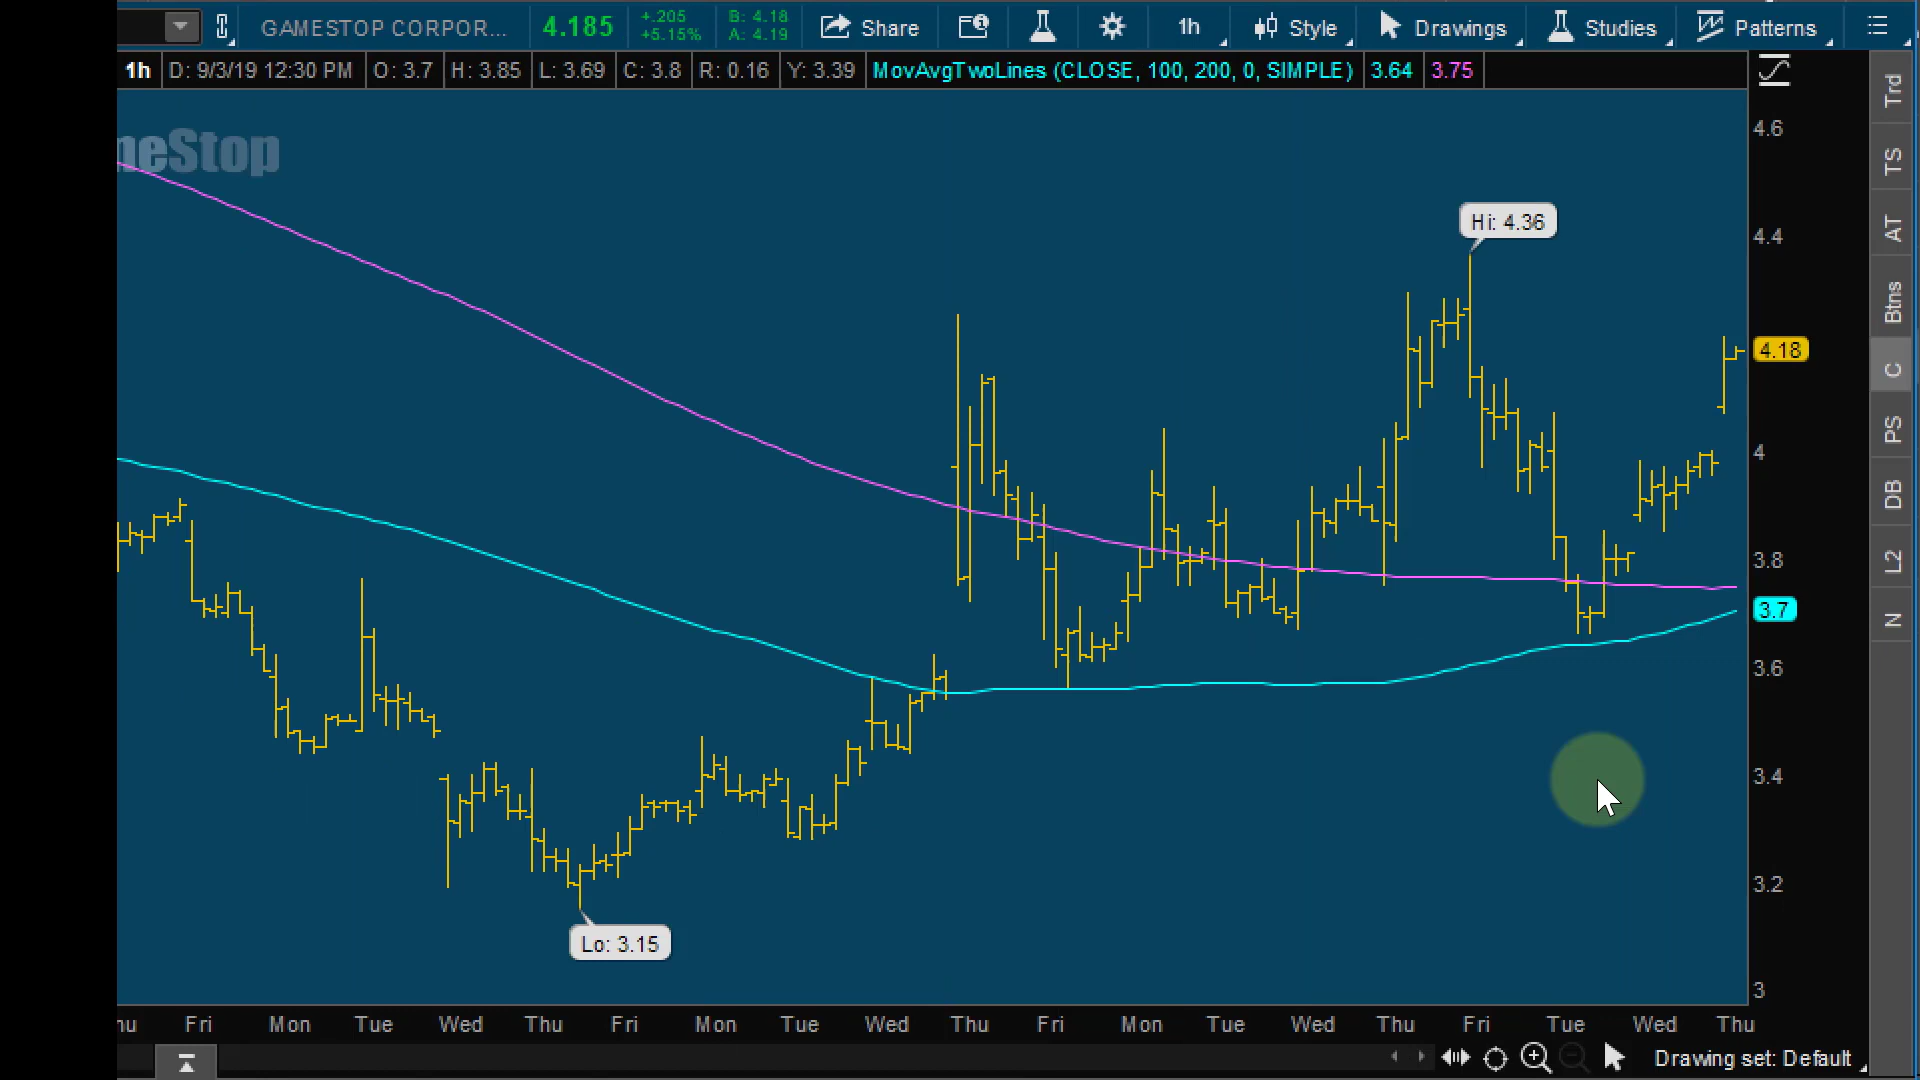 GAMESTOP CORPOR... 4.185 +.205 +5.15% B: 4.18 A: 4.19 Share 1h Style Drawings Studies Patterns
1h D: 9/3/19 12:30 PM O: 3.7 H: 3.85 L: 3.69 C: 3.8 R: 0.16 Y: 3.39 MovAvgTwoLines (CLOSE, 100, 200, 0, SIMPLE) 3.64 3.75
meStop
Hi: 4.36
Lo: 3.15
4.6
4.4
4.18
4
3.8
3.7
3.6
3.4
3.2
3
Trd
TS
AT
Btns
C
PS
DB
L2
N
hu Fri Mon Tue Wed Thu Fri Mon Tue Wed Thu Fri Mon Tue Wed Thu Fri Tue Wed Thu
Drawing set: Default